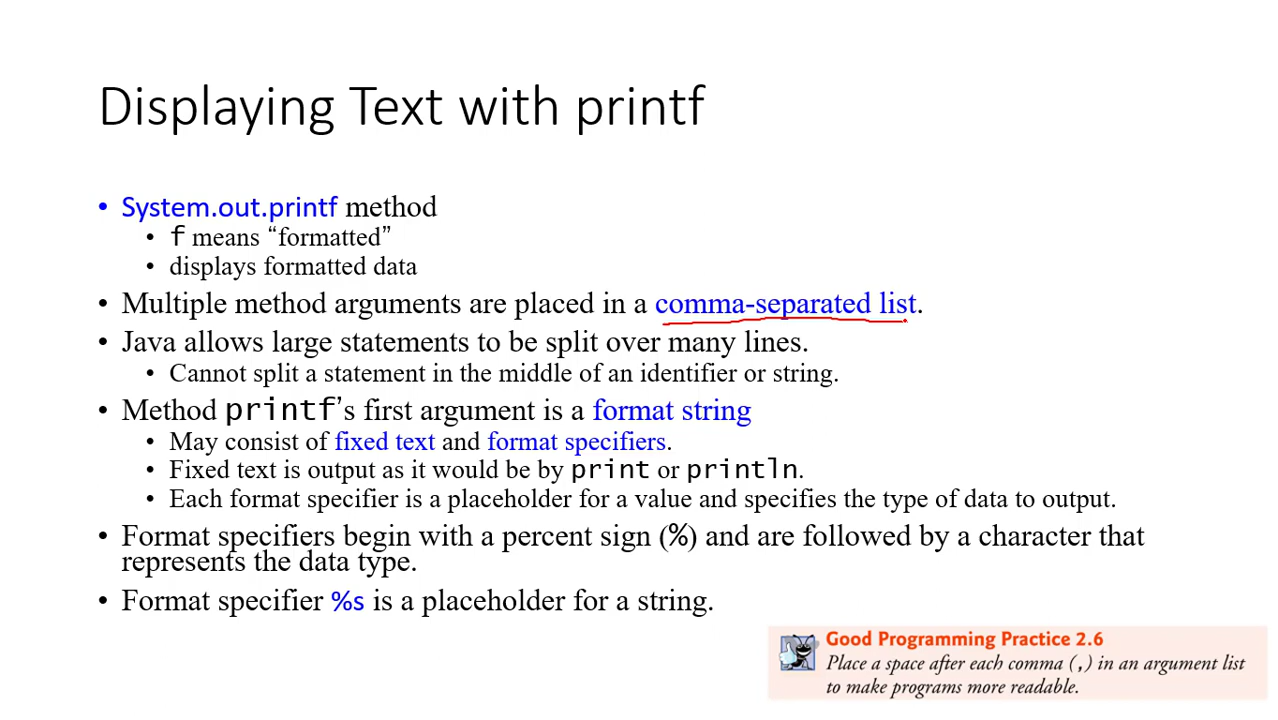 Displaying Text with printf
• System.out.printf method
• f means “formatted”
• displays formatted data
• Multiple method arguments are placed in a comma-separated list.
• Java allows large statements to be split over many lines.
• Cannot split a statement in the middle of an identifier or string.
• Method printf’s first argument is a format string
• May consist of fixed text and format specifiers.
• Fixed text is output as it would be by print or println.
• Each format specifier is a placeholder for a value and specifies the type of data to output.
• Format specifiers begin with a percent sign (%) and are followed by a character that
represents the data type.
• Format specifier %s is a placeholder for a string.
Good Programming Practice 2.6
Place a space after each comma (,) in an argument list
to make programs more readable.